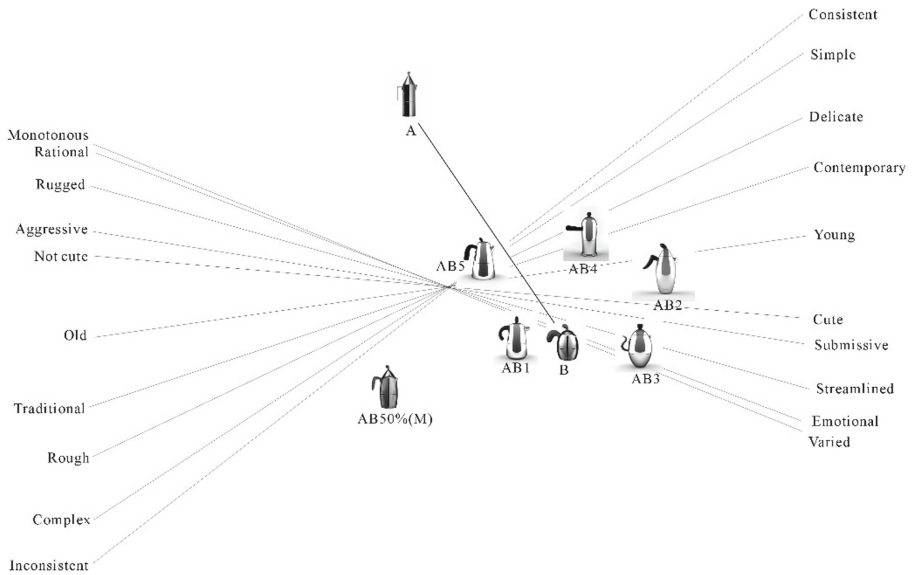 Consistent
Simple
Delicate
Contemporary
Young
Cute
Submissive
Streamlined
Emotional
Varied
Monotonous
Rational
Rugged
Aggressive
Not cute
Old
Traditional
Rough
Complex
Inconsistent
A
AB5
AB4
AB2
AB1
B
AB3
AB50%(M)